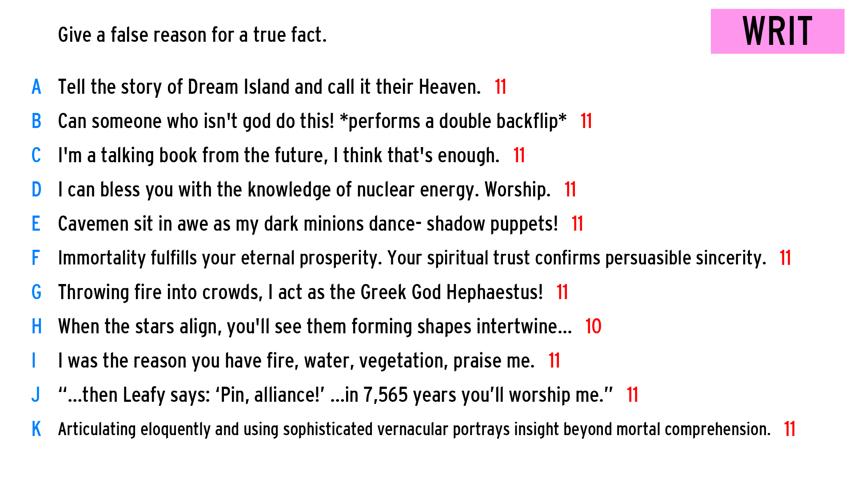 Give a false reason for a true fact.
WRIT
A Tell the story of Dream Island and call it their Heaven. 11
B Can someone who isn't god do this! *performs a double backflip* 11
C I'm a talking book from the future, I think that's enough. 11
D I can bless you with the knowledge of nuclear energy. Worship. 11
E Cavemen sit in awe as my dark minions dance- shadow puppets! 11
F Immortality fulfills your eternal prosperity. Your spiritual trust confirms persuasible sincerity. 11
G Throwing fire into crowds, I act as the Greek God Hephaestus! 11
H When the stars align, you'll see them forming shapes intertwine... 10
I I was the reason you have fire, water, vegetation, praise me. 11
J “...then Leafy says: ‘Pin, alliance!’ ...in 7,565 years you’ll worship me.” 11
K Articulating eloquently and using sophisticated vernacular portrays insight beyond mortal comprehension. 11